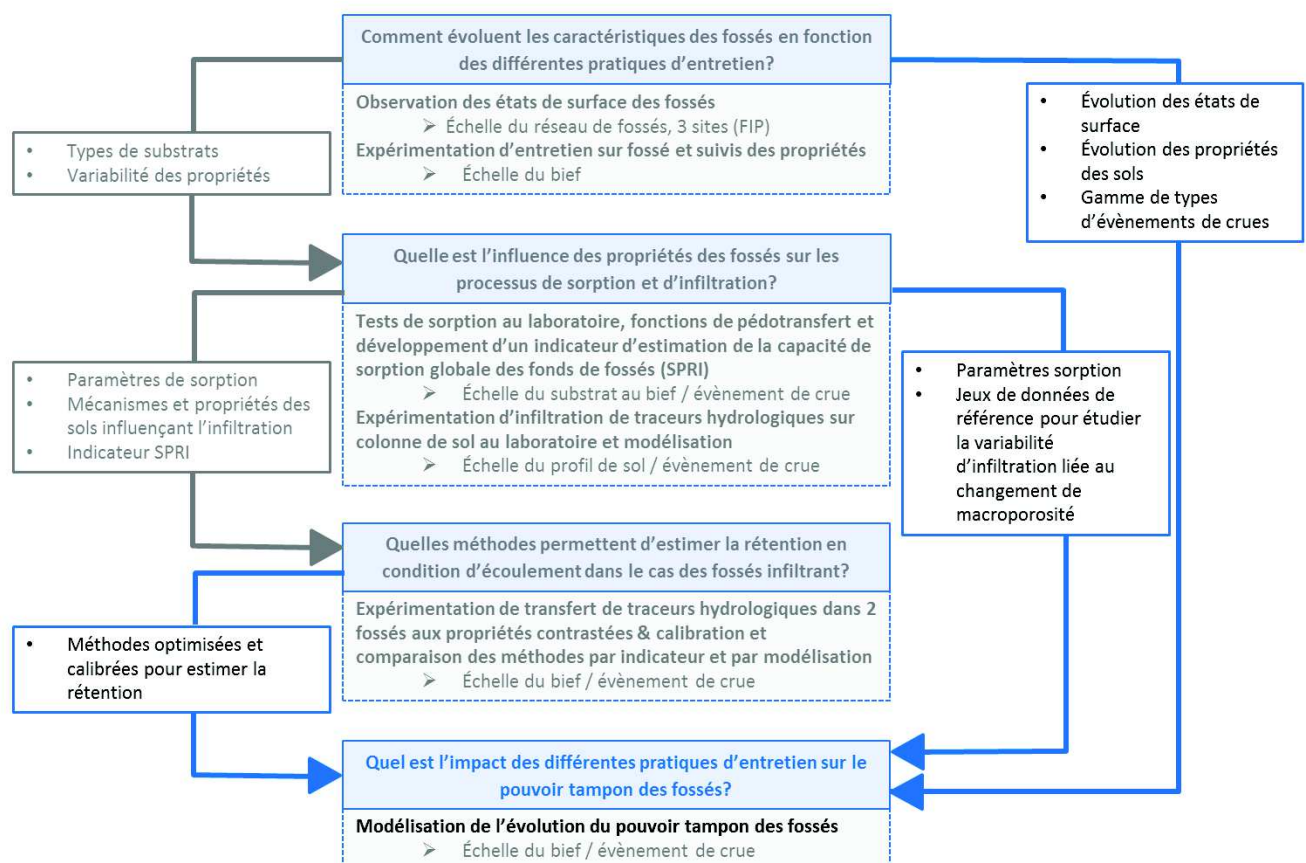 Comment évoluent les caractéristiques des fossés en fonction
des différentes pratiques d'entretien?
Observation des états de surface des fossés
➢ Échelle du réseau de fossés, 3 sites (FIP)
Expérimentation d'entretien sur fossé et suivis des propriétés
➢ Échelle du bief
• Types de substrats
• Variabilité des propriétés
• Évolution des états de
surface
• Évolution des propriétés
des sols
• Gamme de types
d'évènements de crues
Quelle est l'influence des propriétés des fossés sur les
processus de sorption et d'infiltration?
Tests de sorption au laboratoire, fonctions de pédotransfert et
développement d'un indicateur d'estimation de la capacité de
sorption globale des fonds de fossés (SPRI)
➢ Échelle du substrat au bief / évènement de crue
Expérimentation d'infiltration de traceurs hydrologiques sur
colonne de sol au laboratoire et modélisation
➢ Échelle du profil de sol / évènement de crue
• Paramètres de sorption
• Mécanismes et propriétés des
sols influençant l'infiltration
• Indicateur SPRI
• Paramètres sorption
• Jeux de données de
référence pour étudier
la variabilité
d'infiltration liée au
changement de
macroporosité
Quelles méthodes permettent d'estimer la rétention en
condition d'écoulement dans le cas des fossés infiltrant?
Expérimentation de transfert de traceurs hydrologiques dans 2
fossés aux propriétés contrastées & calibration et
comparaison des méthodes par indicateur et par modélisation
➢ Échelle du bief / évènement de crue
• Méthodes optimisées et
calibrées pour estimer la
rétention
Quel est l'impact des différentes pratiques d'entretien sur le
pouvoir tampon des fossés?
Modélisation de l'évolution du pouvoir tampon des fossés
➢ Échelle du bief / évènement de crue